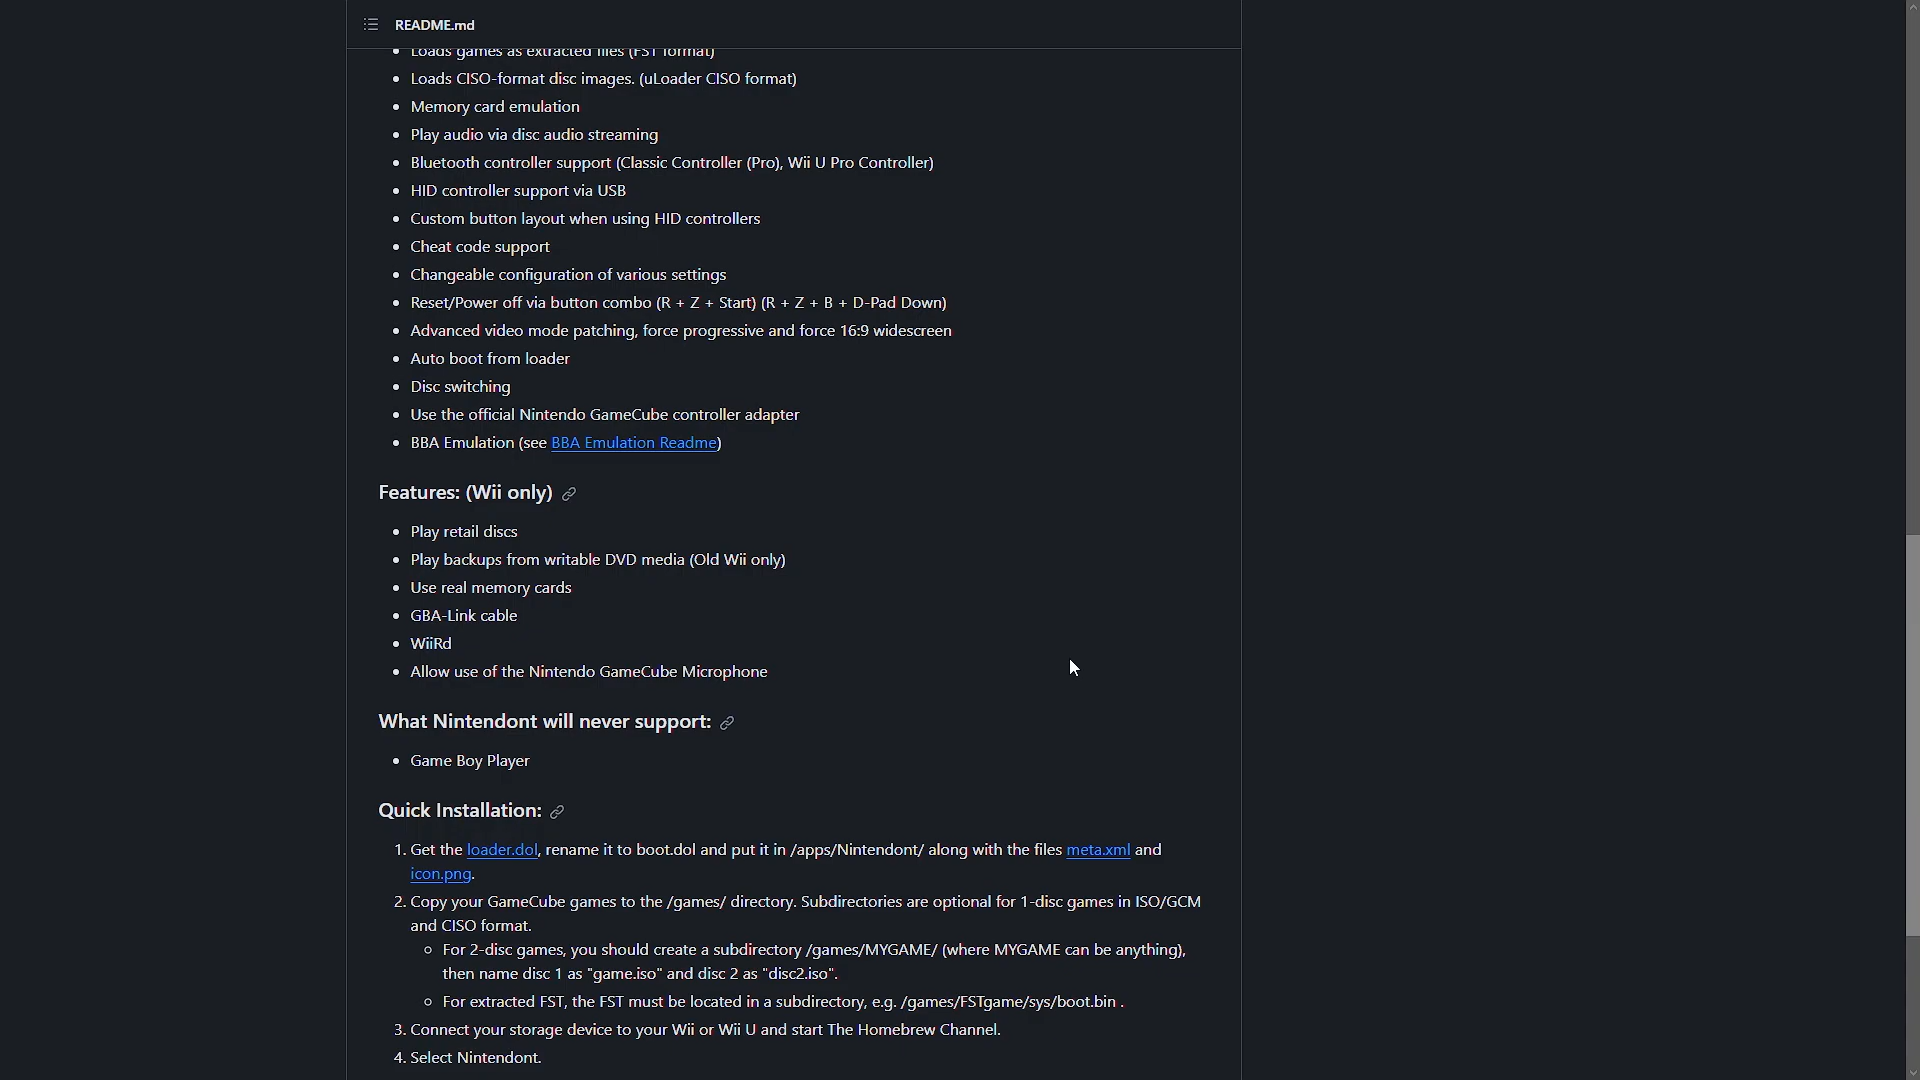 README.md
Loads games as extracted files (FST format)
Loads CISO-format disc images. (uLoader CISO format)
Memory card emulation
Play audio via disc audio streaming
Bluetooth controller support (Classic Controller (Pro), Wii U Pro Controller)
HID controller support via USB
Custom button layout when using HID controllers
Cheat code support
Changeable configuration of various settings
Reset/Power off via button combo (R + Z + Start) (R + Z + B + D-Pad Down)
Advanced video mode patching, force progressive and force 16:9 widescreen
Auto boot from loader
Disc switching
Use the official Nintendo GameCube controller adapter
BBA Emulation (see BBA Emulation Readme)
Features: (Wii only)
Play retail discs
Play backups from writable DVD media (Old Wii only)
Use real memory cards
GBA-Link cable
WiiRd
Allow use of the Nintendo GameCube Microphone
What Nintendont will never support:
Game Boy Player
Quick Installation:
1. Get the loader.dol, rename it to boot.dol and put it in /apps/Nintendont/ along with the files meta.xml and
icon.png.
2. Copy your GameCube games to the /games/ directory. Subdirectories are optional for 1-disc games in ISO/GCM
and CISO format.
For 2-disc games, you should create a subdirectory /games/MYGAME/ (where MYGAME can be anything),
then name disc 1 as "game.iso" and disc 2 as "disc2.iso".
For extracted FST, the FST must be located in a subdirectory, e.g. /games/FSTgame/sys/boot.bin .
3. Connect your storage device to your Wii or Wii U and start The Homebrew Channel.
4. Select Nintendont.